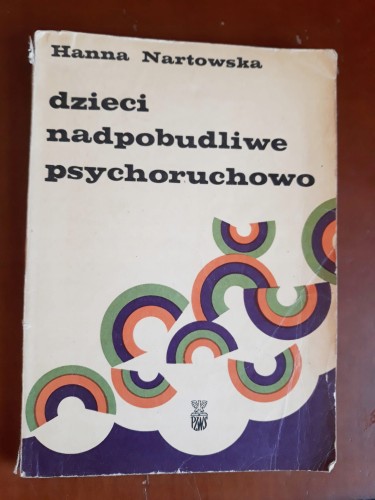 Hanna Nartowska
dzieci
nadpobudliwe
psychoruchowo
PZWS